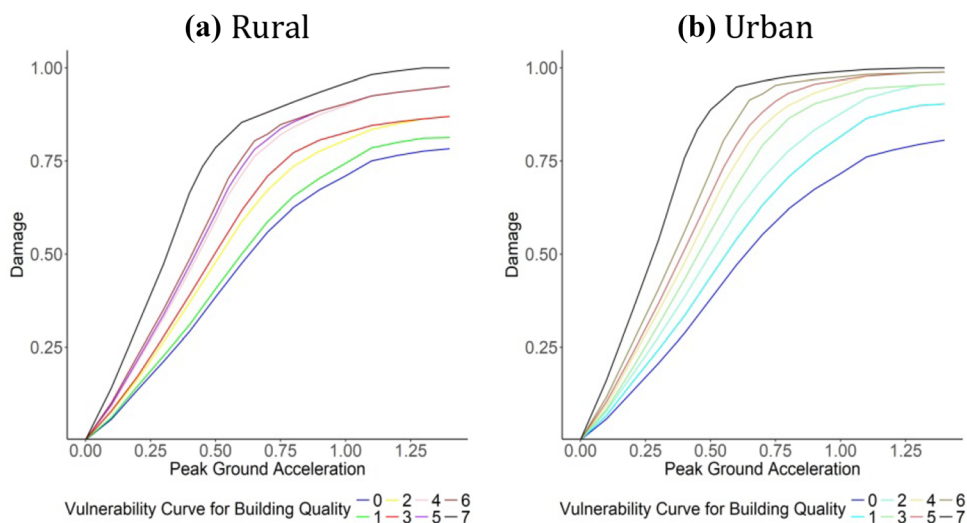 (a) Rural
1.00
0.75
0.50
0.25
Damage
0.00 0.25 0.50 0.75 1.00 1.25
Peak Ground Acceleration
Vulnerability Curve for Building Quality 0 2 4 6
1 3 5 7
(b) Urban
1.00
0.75
0.50
0.25
Damage
0.00 0.25 0.50 0.75 1.00 1.25
Peak Ground Acceleration
Vulnerability Curve for Building Quality 0 2 4 6
1 3 5 7